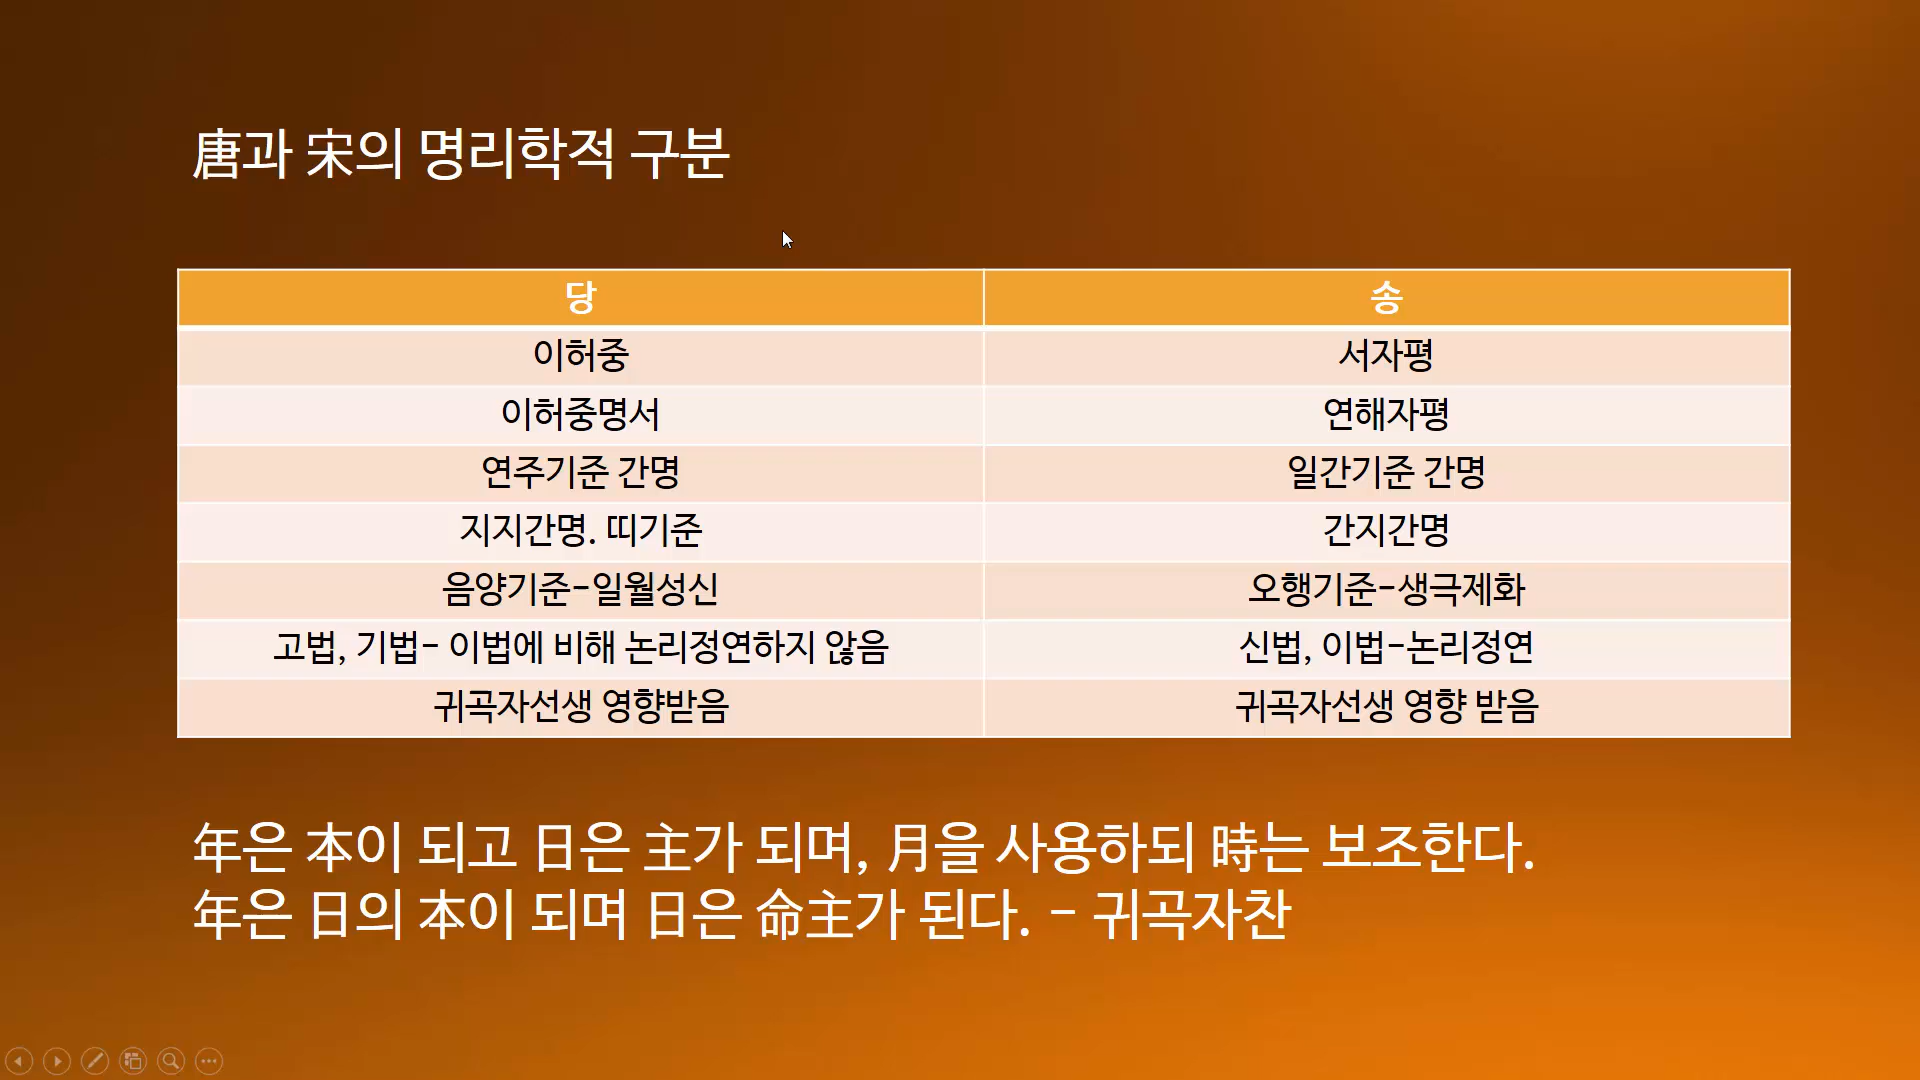 唐과 宋의 명리학적 구분
당 송
이허중 서자평
이허중명서 연해자평
연주기준 간명 일간기준 간명
지지간명. 띠기준 간지간명
음양기준-일월성신 오행기준-생극제화
고법, 기법- 이법에 비해 논리정연하지 않음 신법, 이법-논리정연
귀곡자선생 영향받음 귀곡자선생 영향 받음
年은 本이 되고 日은 主가 되며, 月을 사용하되 時는 보조한다.
年은 日의 本이 되며 日은 命主가 된다. - 귀곡자찬